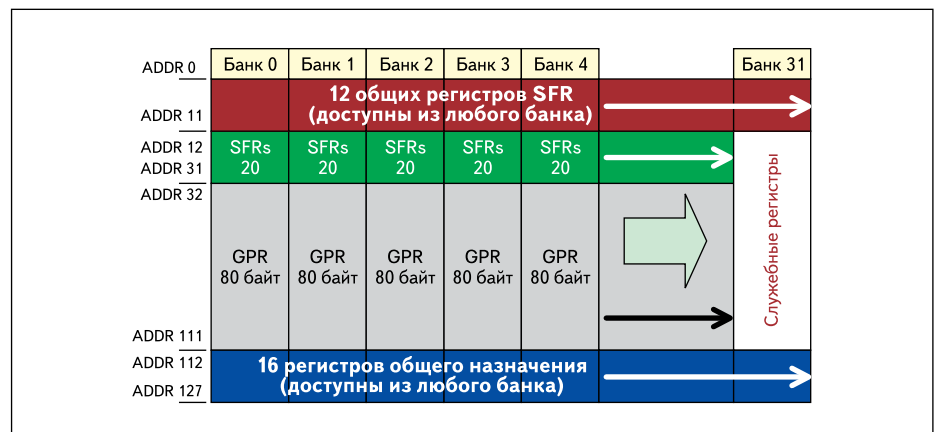 ADDR 0
Банк 0
Банк 1
Банк 2
Банк 3
Банк 4
Банк 31
12 общих регистров SFR
(доступны из любого банка)
ADDR 11
ADDR 12
ADDR 31
SFRs
20
SFRs
20
SFRs
20
SFRs
20
SFRs
20
ADDR 32
GPR
80 байт
GPR
80 байт
GPR
80 байт
GPR
80 байт
GPR
80 байт
Служебные регистры
ADDR 111
ADDR 112
ADDR 127
16 регистров общего назначения
(доступны из любого банка)